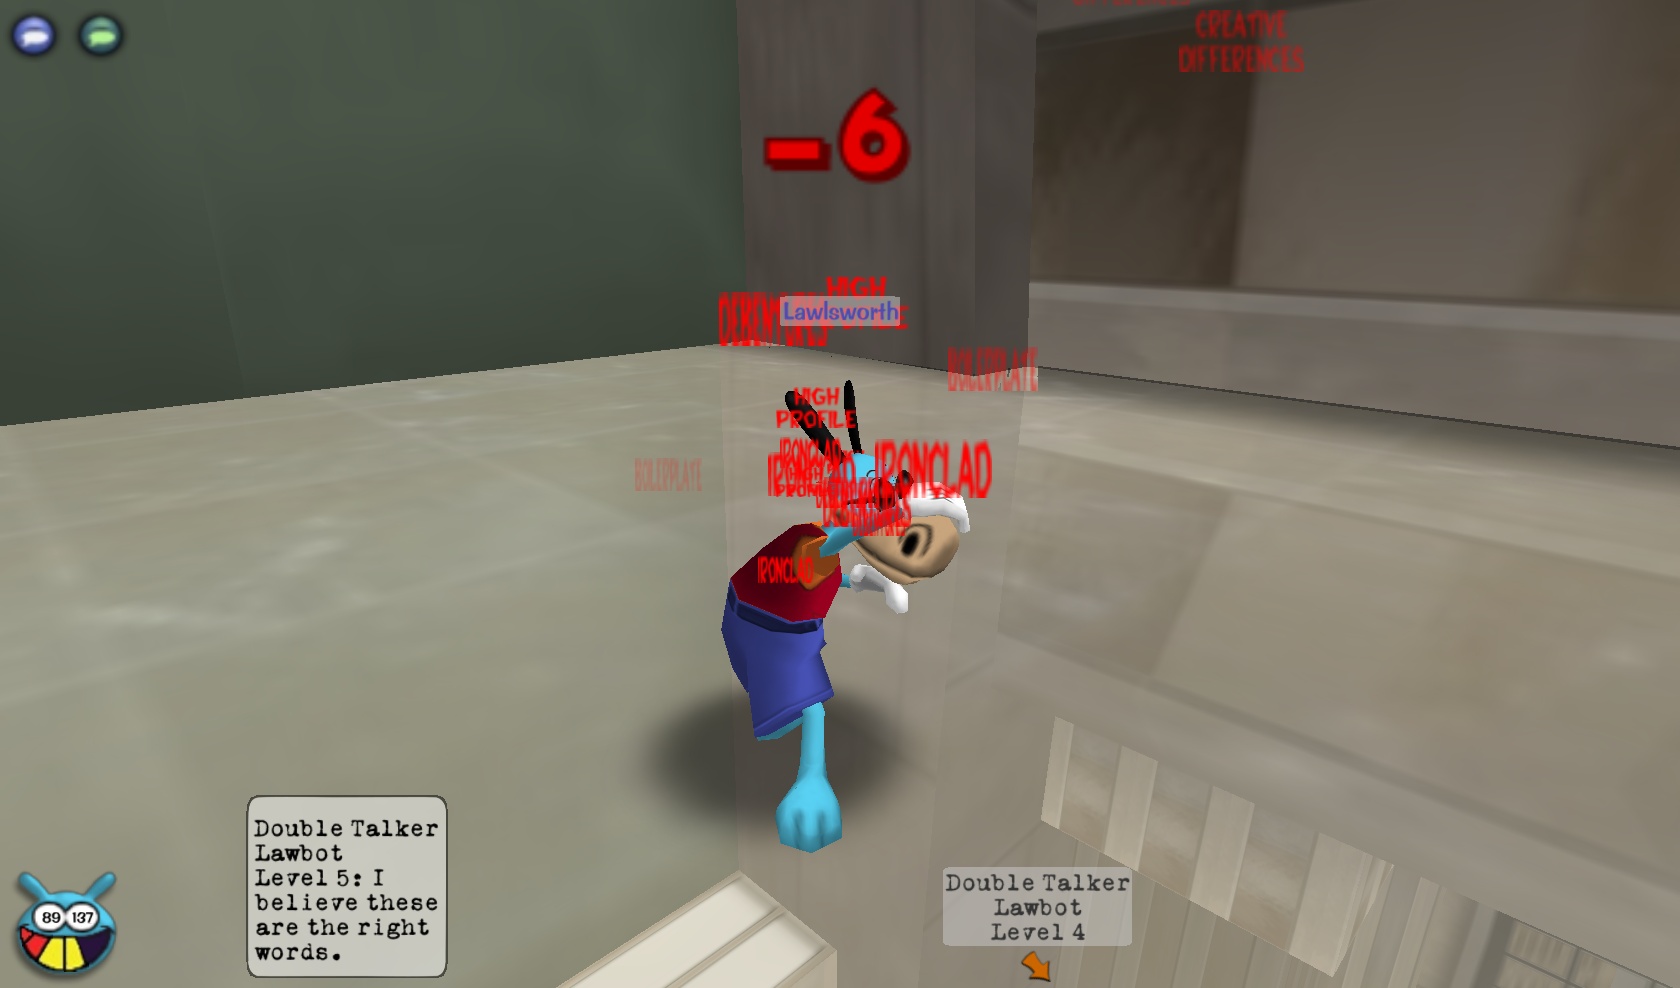 CREATIVE
DIFFERENCES
-6
HIGH
DEBENTURES
Lawlsworth
BOILERPLATE
HIGH
PROFILE
IRONCLAD
IRONCLAD
IRONCLAD
BOILERPLATE
IRONCLAD
Double Talker
Lawbot
Level 5: I
believe these
are the right
words.
89 137
Double Talker
Lawbot
Level 4